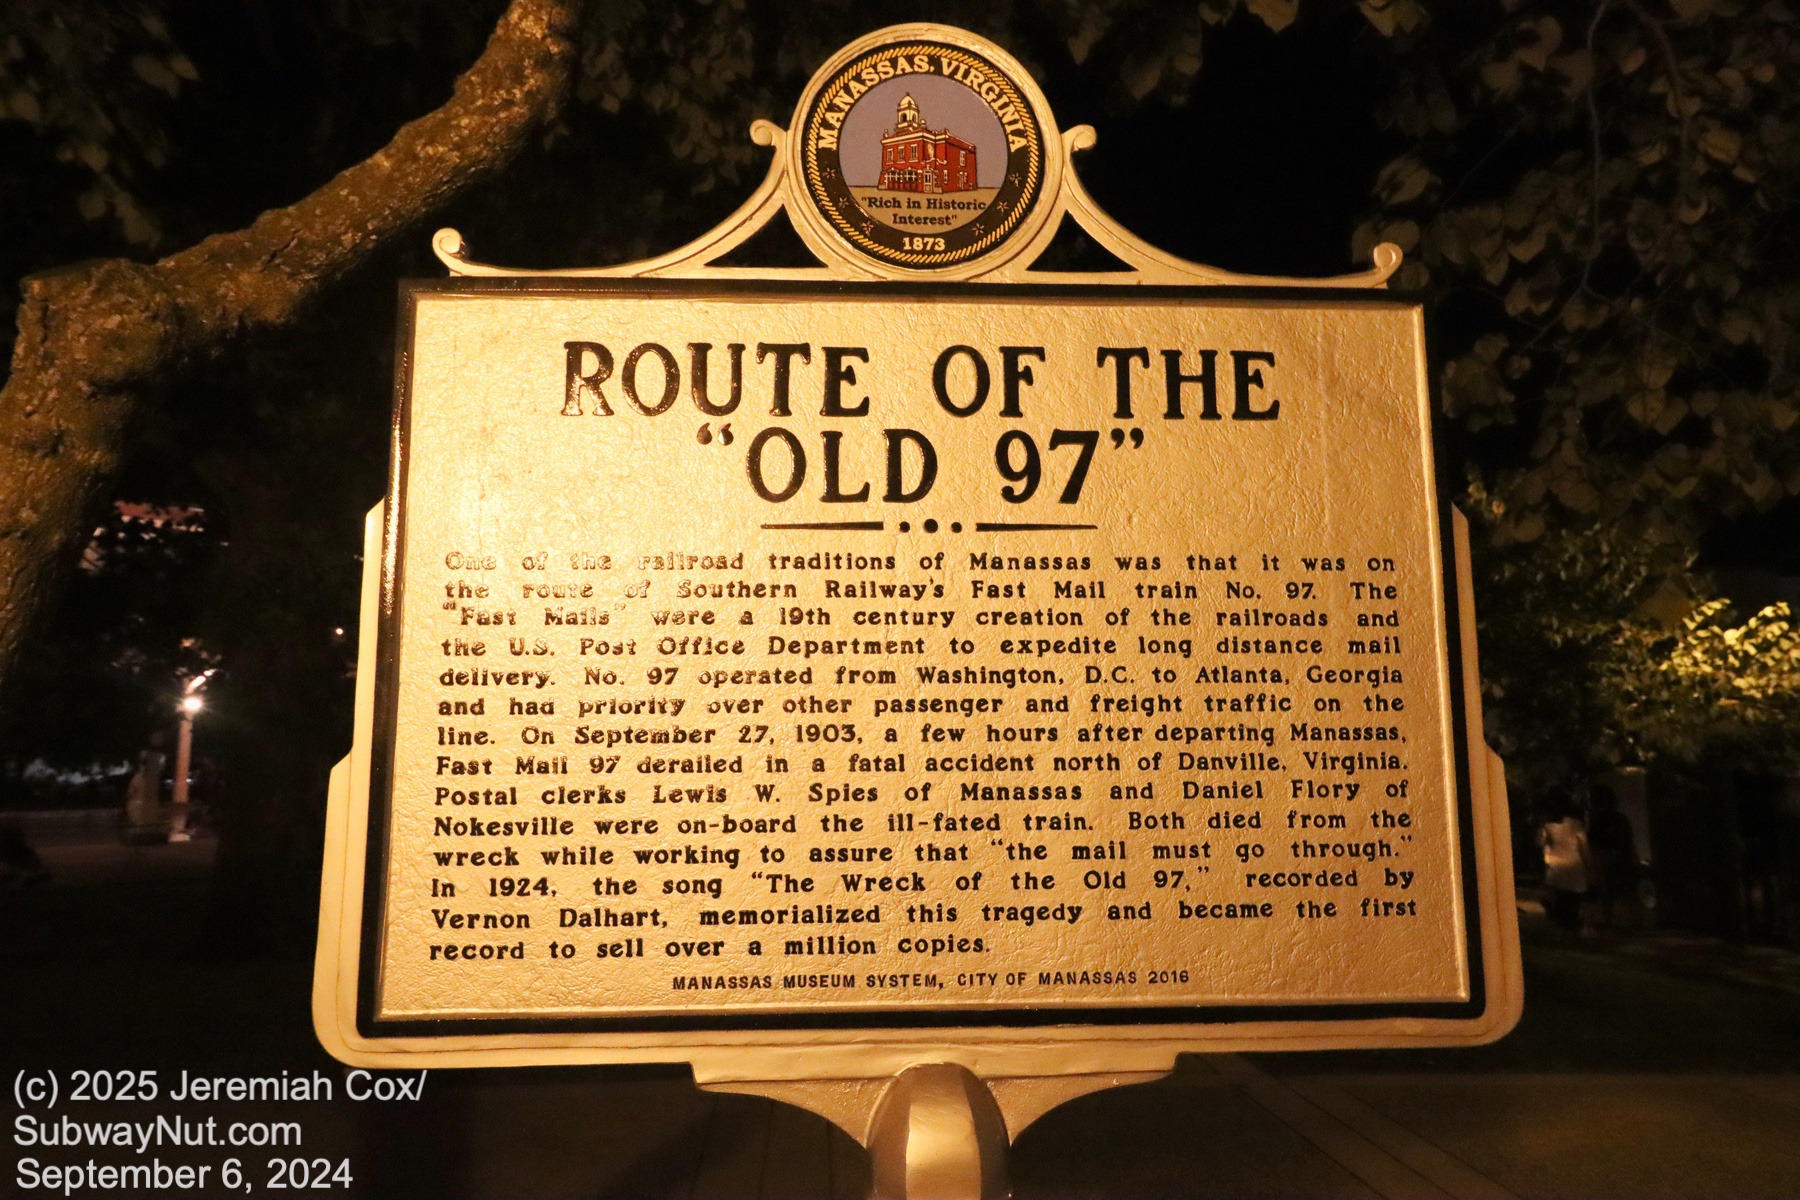 MANASSAS, VIRGINIA
"Rich in Historic
Interest"
1873
ROUTE OF THE
“OLD 97”
One of the railroad traditions of Manassas was that it was on
the route of Southern Railway's Fast Mail train No. 97. The
"Fast Mails" were a 19th century creation of the railroads and
the U.S. Post Office Department to expedite long distance mail
delivery. No. 97 operated from Washington, D.C. to Atlanta, Georgia
and had priority over other passenger and freight traffic on the
line. On September 27, 1903, a few hours after departing Manassas,
Fast Mail 97 derailed in a fatal accident north of Danville, Virginia.
Postal clerks Lewis W. Spies of Manassas and Daniel Flory of
Nokesville were on-board the ill-fated train. Both died from the
wreck while working to assure that “the mail must go through.”
In 1924, the song “The Wreck of the Old 97,” recorded by
Vernon Dalhart, memorialized this tragedy and became the first
record to sell over a million copies.
MANASSAS MUSEUM SYSTEM, CITY OF MANASSAS 2016
(c) 2025 Jeremiah Cox/
SubwayNut.com
September 6, 2024